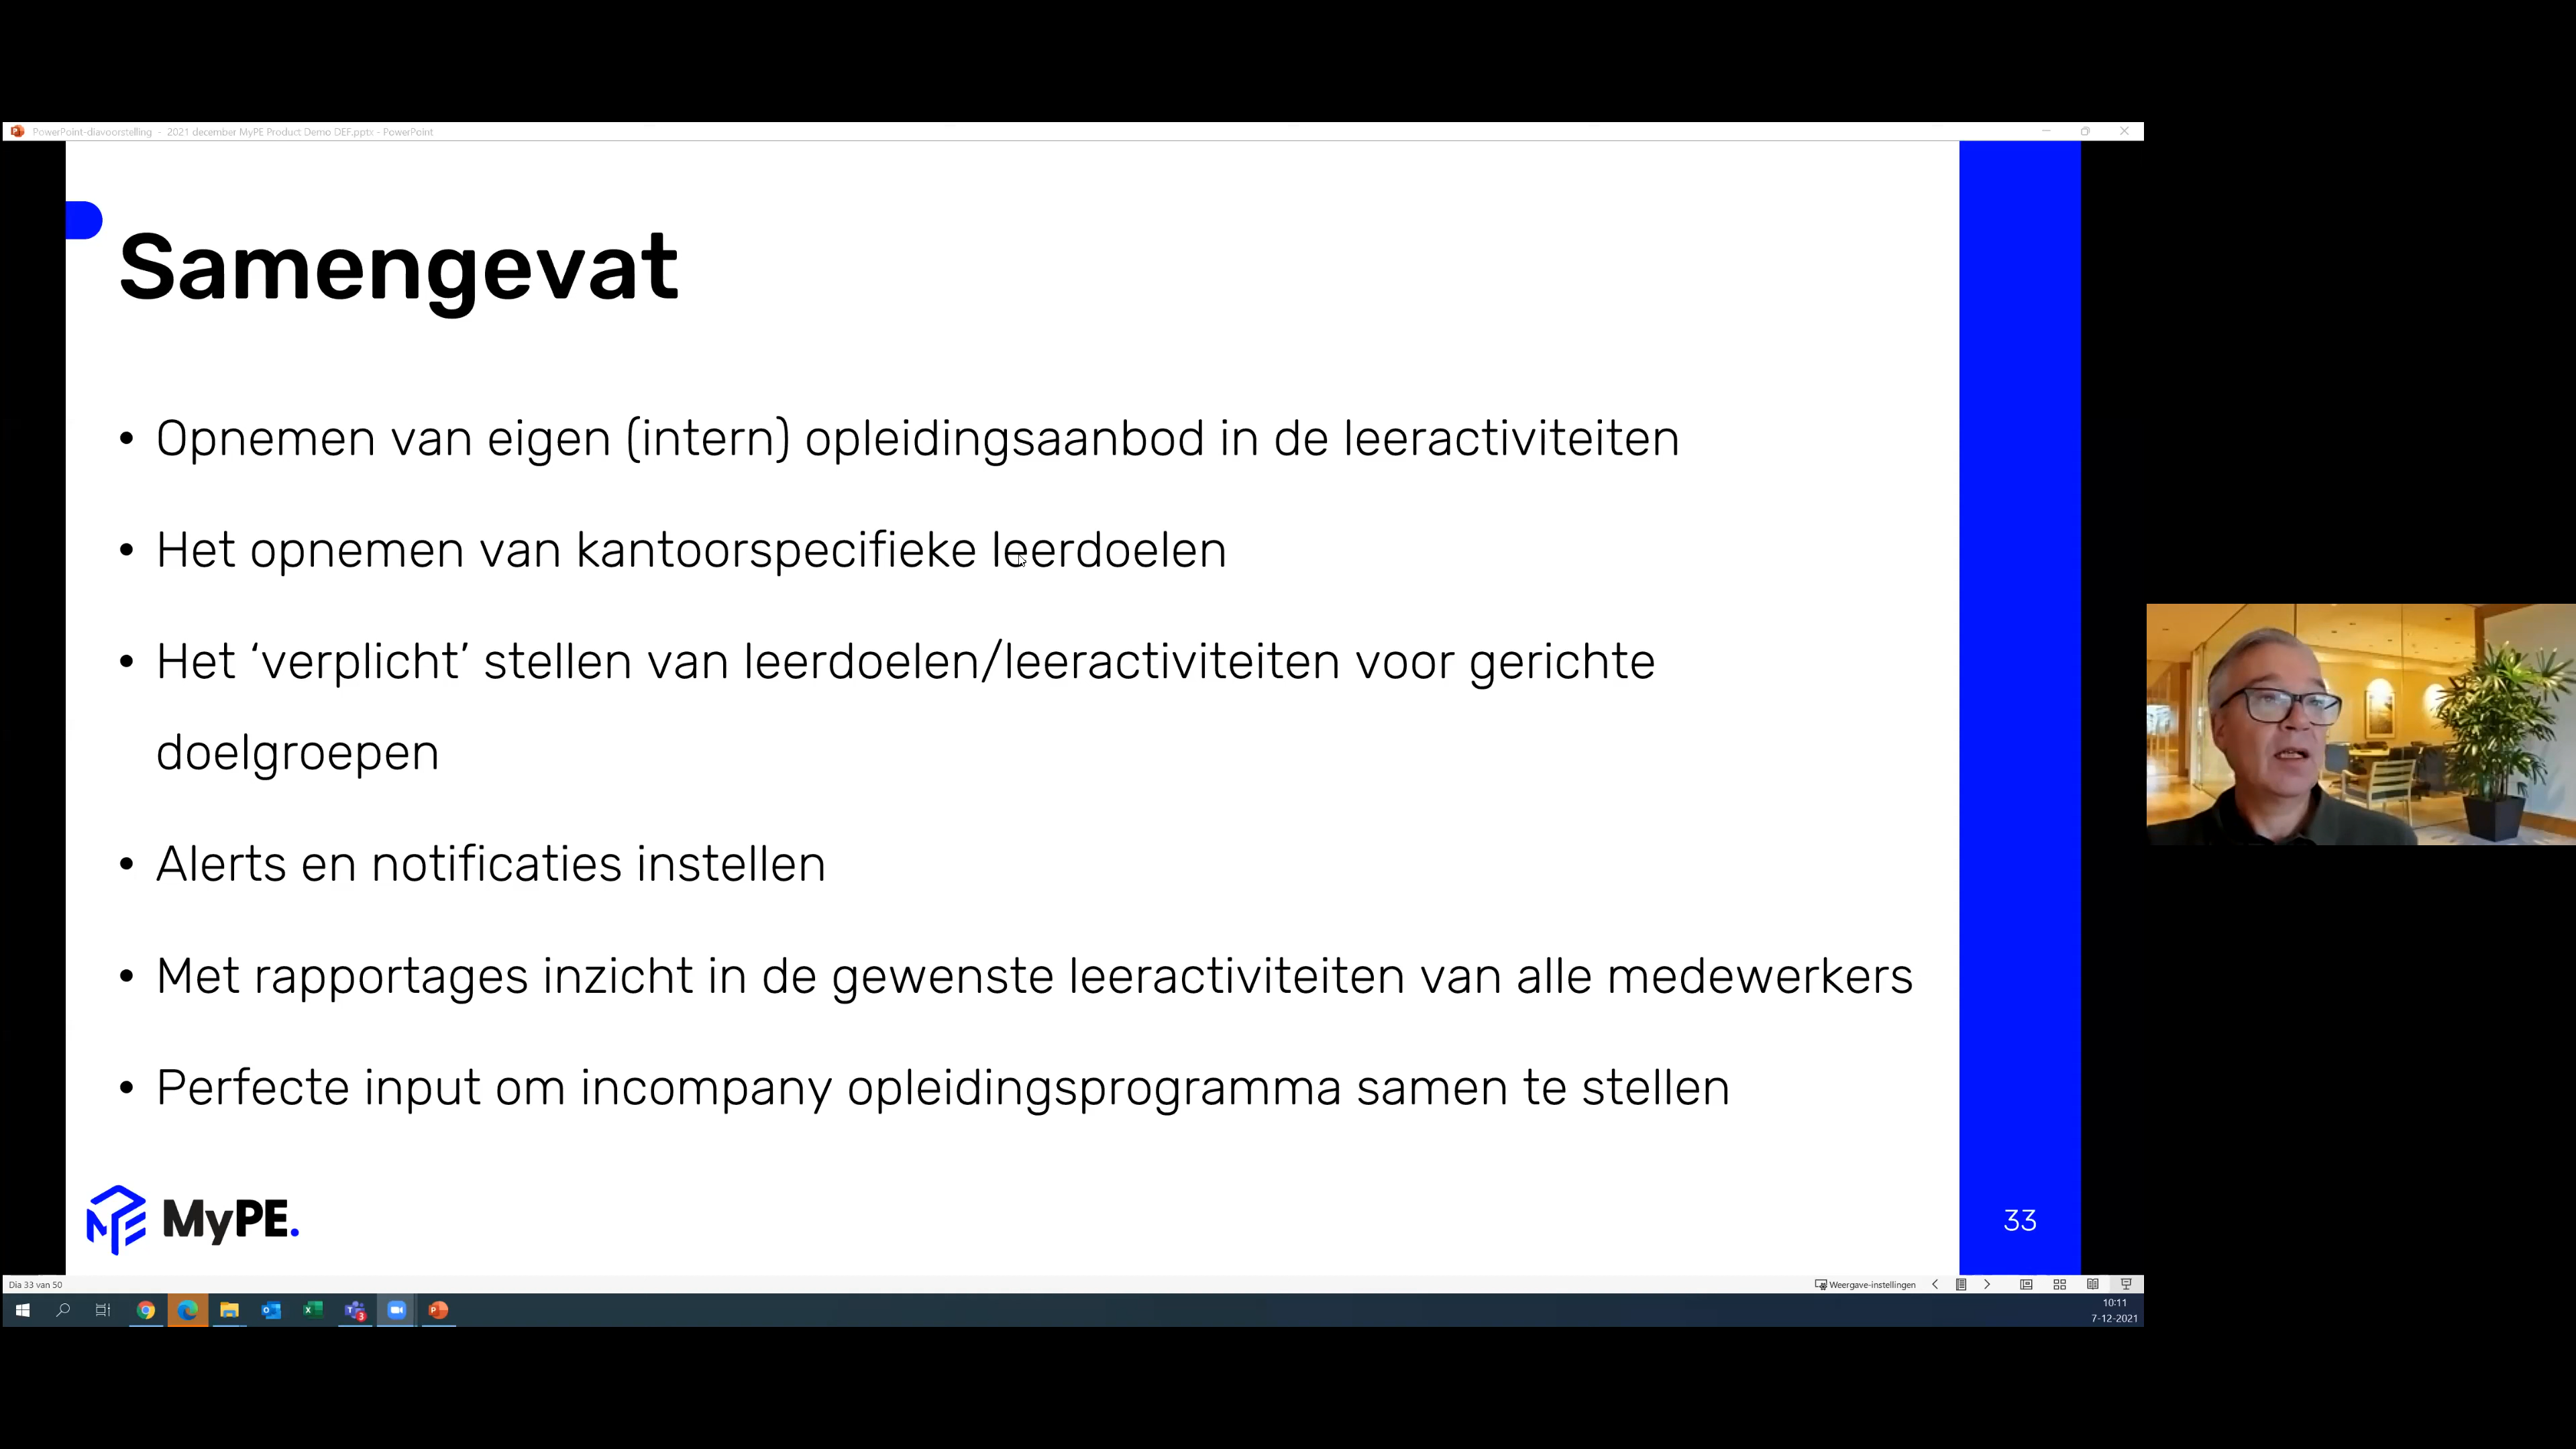 PowerPoint-diavoorstelling - 2021 december MyPE Product Demo DEF.pptx - PowerPoint
Samengevat
• Opnemen van eigen (intern) opleidingsaanbod in de leeractiviteiten
• Het opnemen van kantoorspecifieke leerdoelen
• Het ‘verplicht’ stellen van leerdoelen/leeractiviteiten voor gerichte
doelgroepen
• Alerts en notificaties instellen
• Met rapportages inzicht in de gewenste leeractiviteiten van alle medewerkers
• Perfecte input om incompany opleidingsprogramma samen te stellen
MyPE.
33
Dia 33 van 50
Weergave-instellingen
3
10:11
7-12-2021